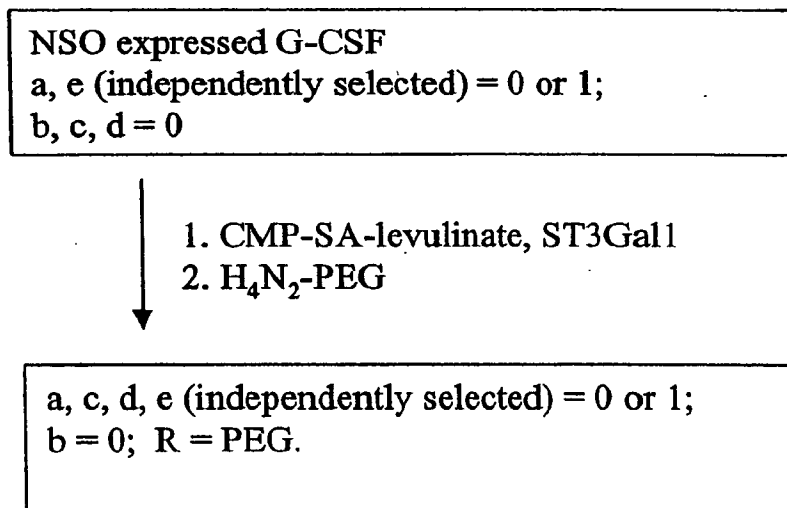 NSO expressed G-CSF
a, e (independently selected) = 0 or 1;
b, c, d = 0
1. CMP-SA-levulinate, ST3Gal1
2. H₄N₂-PEG
a, c, d, e (independently selected) = 0 or 1;
b = 0; R = PEG.